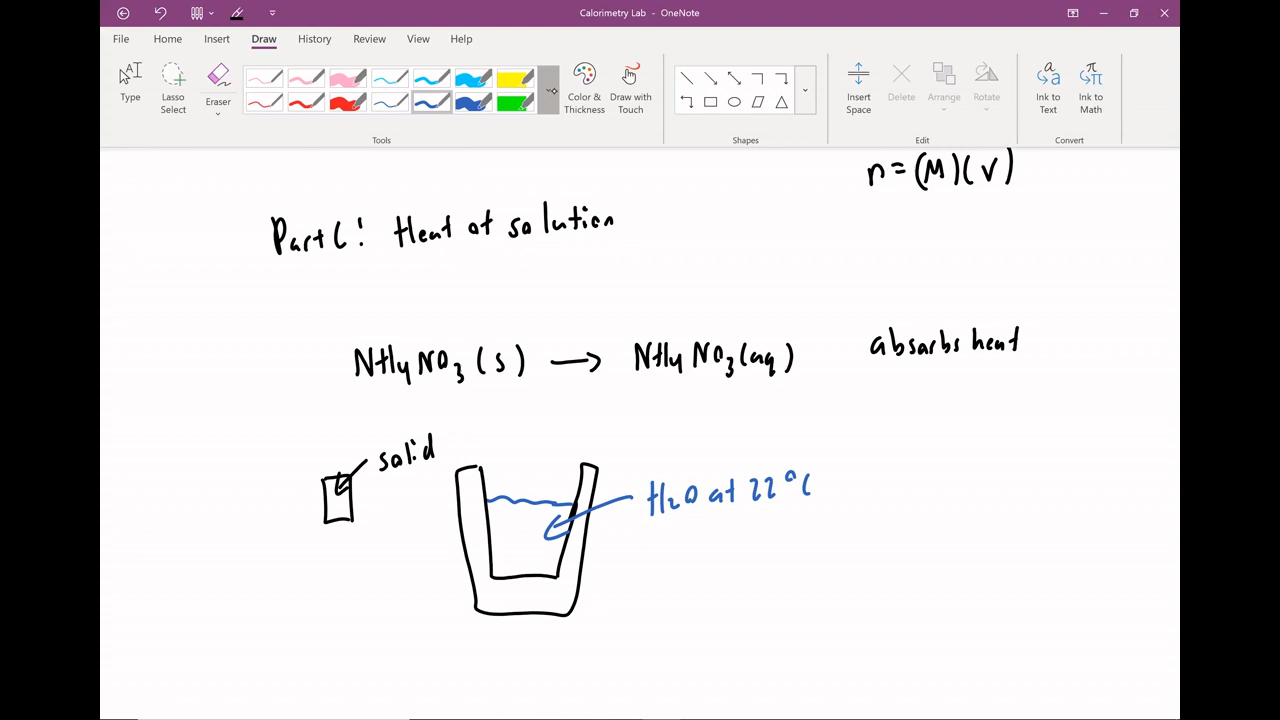 Calorimetry Lab - OneNote
File Home Insert Draw History Review View Help
Type
Lasso Select
Eraser
Color & Thickness
Draw with Touch
Insert Space
Delete
Arrange
Rotate
a a
Ink to Text
π π
Ink to Math
Tools
Shapes
Edit
Convert
n = (M)(V)
Part C: Heat of solution
NH4NO3 (s) → NH4NO3(aq) absorbs heat
solid
H2O at 22°C